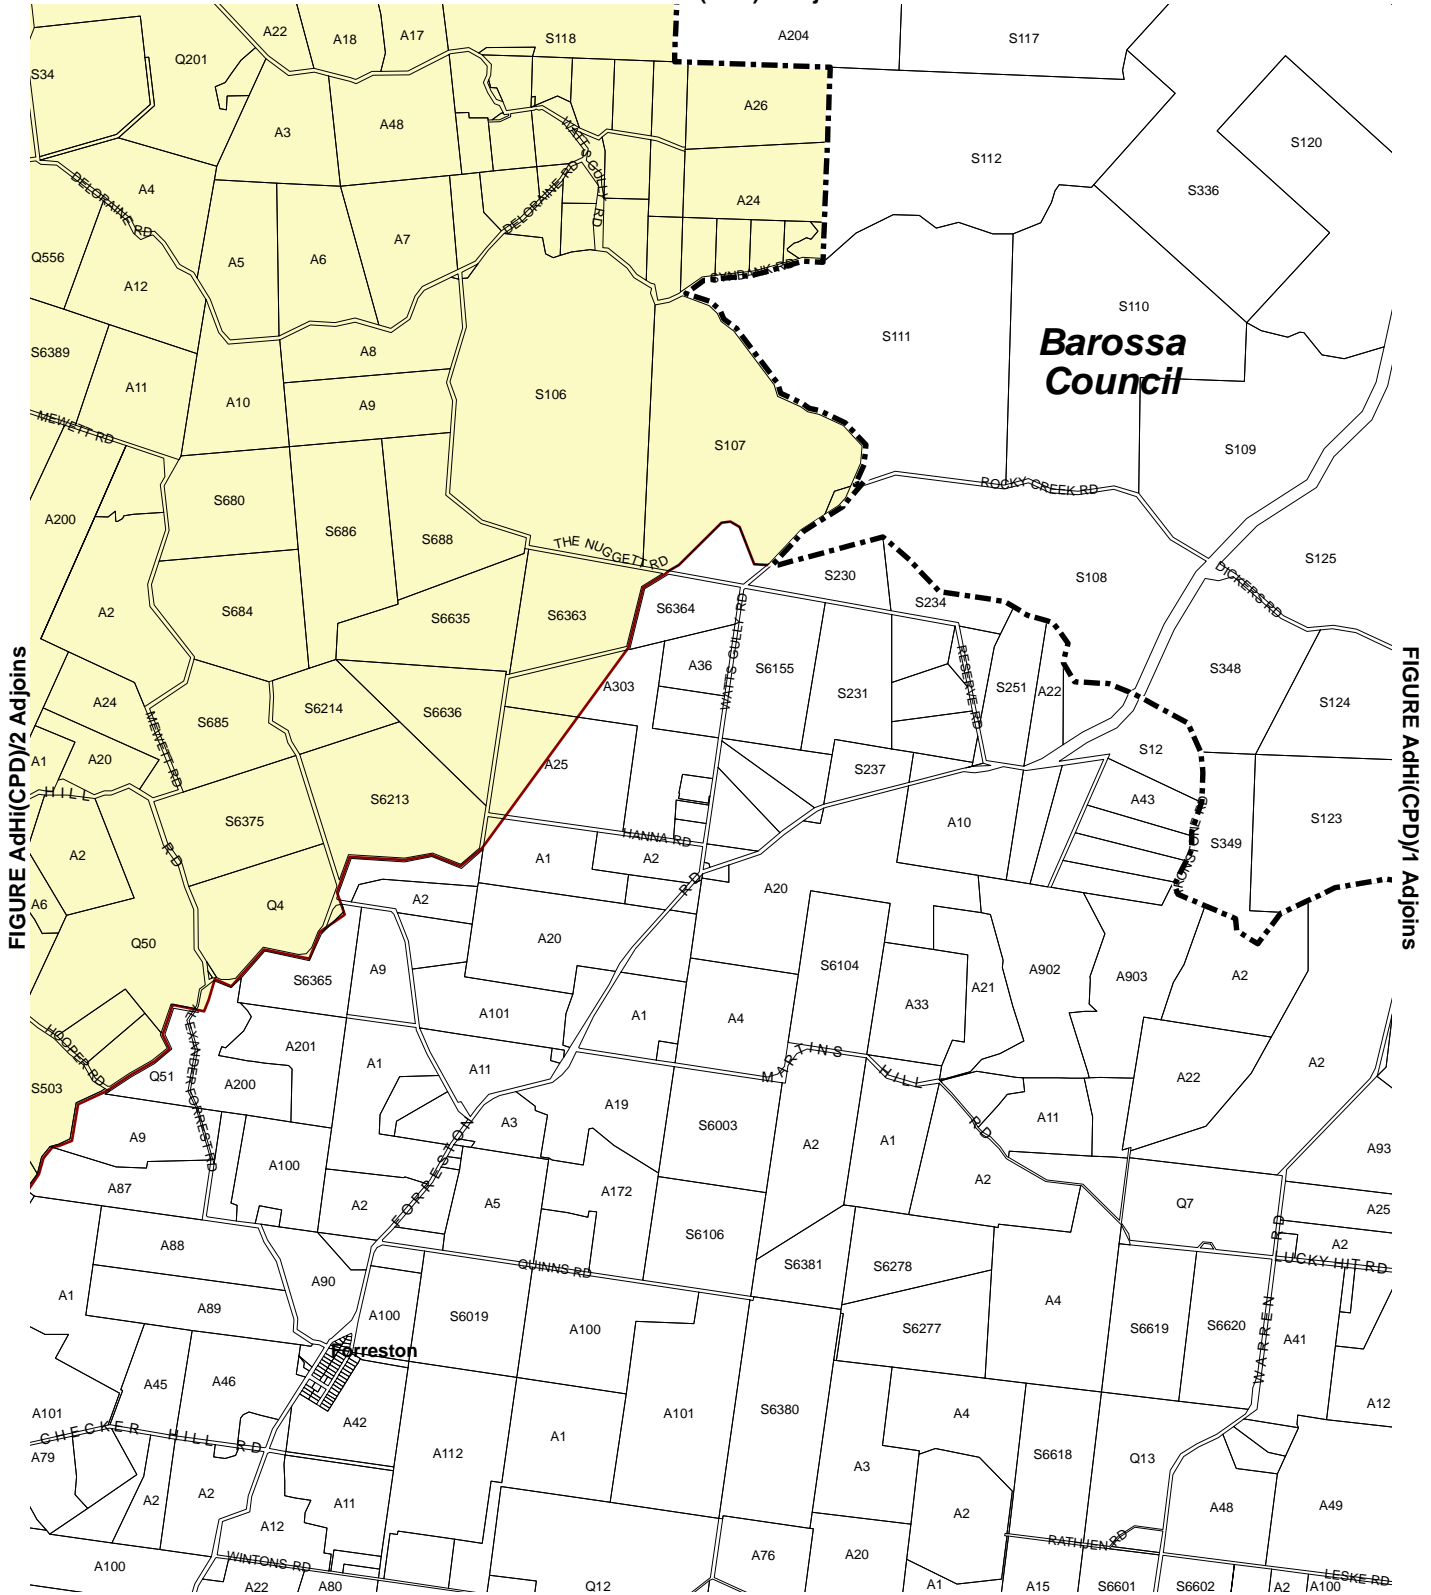 A22
A18
A17
S118
A204
S117
Q201
S34
A26
A3
A48
S112
S120
S336
WATTS GULLY RD
DELORAINE RD
A4
DELORAINE RD
A24
A7
Q556
A5
A6
A12
S111
S110
Barossa
Council
S6389
A8
A11
A10
A9
S106
S107
S109
MEWETT RD
ROCKY CREEK RD
S680
A200
S686
S688
THE NUGGETT RD
S230
S108
S125
DICKERS RD
A2
S684
S6635
S6363
S6364
S234
WATTS GULLY RD
RESERVE RD
A36
S6155
S231
S251
A22
S348
S124
A303
A24
MEWETT RD
S685
S6214
S6636
FIGURE AdHi(CPD)/2 Adjoins
FIGURE AdHi(CPD)/1 Adjoins
A1
A20
A25
S237
S12
HILL
RD
S6375
S6213
A43
A10
S123
S349
IRONSTONE RD
HANNA RD
A1
A2
A2
A6
Q4
A2
A20
RD
Q50
A20
S6104
A902
A903
A2
S6365
A9
A21
A33
A101
A1
A4
HOOPER RD
ALEXANDER FORREST RD
A201
A1
MARTINS
HILL
RD
A2
S503
Q51
A200
A11
A22
A19
A9
A3
S6003
A2
A1
A11
A93
A100
FORRESTON
A87
A2
A5
A172
A2
Q7
A25
A88
S6106
RD
A2
LUCKY HIT RD
A90
QUINNS RD
S6381
S6278
A1
A89
A100
S6019
A100
A4
S6277
S6619
S6620
WARREN
A41
Forreston
A45
A46
A101
A42
A101
S6380
A4
A12
CHECKER HILL RD
A79
A112
A1
A3
S6618
Q13
A2
A2
A11
A2
A48
A49
A12
RATHJEN RD
A100
WINTONS RD
A76
A20
LESKE RD
A22
A80
Q12
A1
A15
S6601
S6602
A2
A100